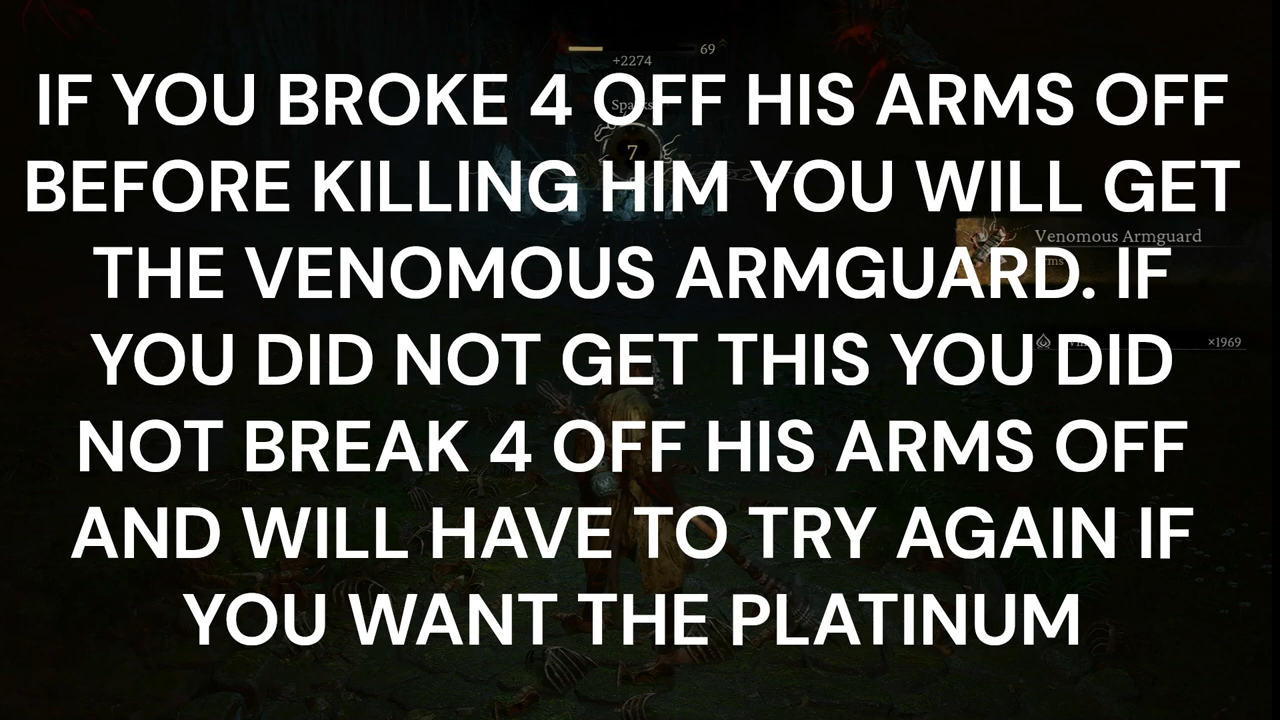 69
+2274
IF YOU BROKE 4 OFF HIS ARMS OFF
Sparks
7
BEFORE KILLING HIM YOU WILL GET
Venomous Armguard
THE VENOMOUS ARMGUARD. IF
YOU DID NOT GET THIS YOU DID
×1969
NOT BREAK 4 OFF HIS ARMS OFF
AND WILL HAVE TO TRY AGAIN IF
YOU WANT THE PLATINUM